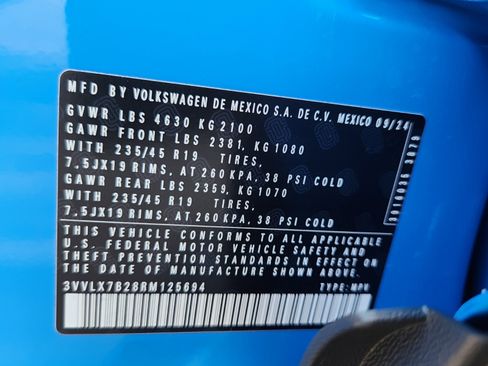 MFD BY VOLKSWAGEN DE MEXICO S.A. DE C.V. MEXICO 09/24
GVWR LBS 4630 KG 2100
GAWR FRONT LBS 2381, KG 1080
WITH 235/45 R19 TIRES,
7.5JX19 RIMS, AT 260 KPA, 38 PSI COLD
GAWR REAR LBS 2359, KG 1070
WITH 235/45 R19 TIRES,
7.5JX19 RIMS, AT 260 KPA, 38 PSI COLD
THIS VEHICLE CONFORMS TO ALL APPLICABLE
U.S. FEDERAL MOTOR VEHICLE SAFETY AND
THEFT PREVENTION STANDARDS IN EFFECT ON
THE DATE OF MANUFACTURE SHOWN ABOVE.
3VVLX7B28RM125694 TYPE: MPV